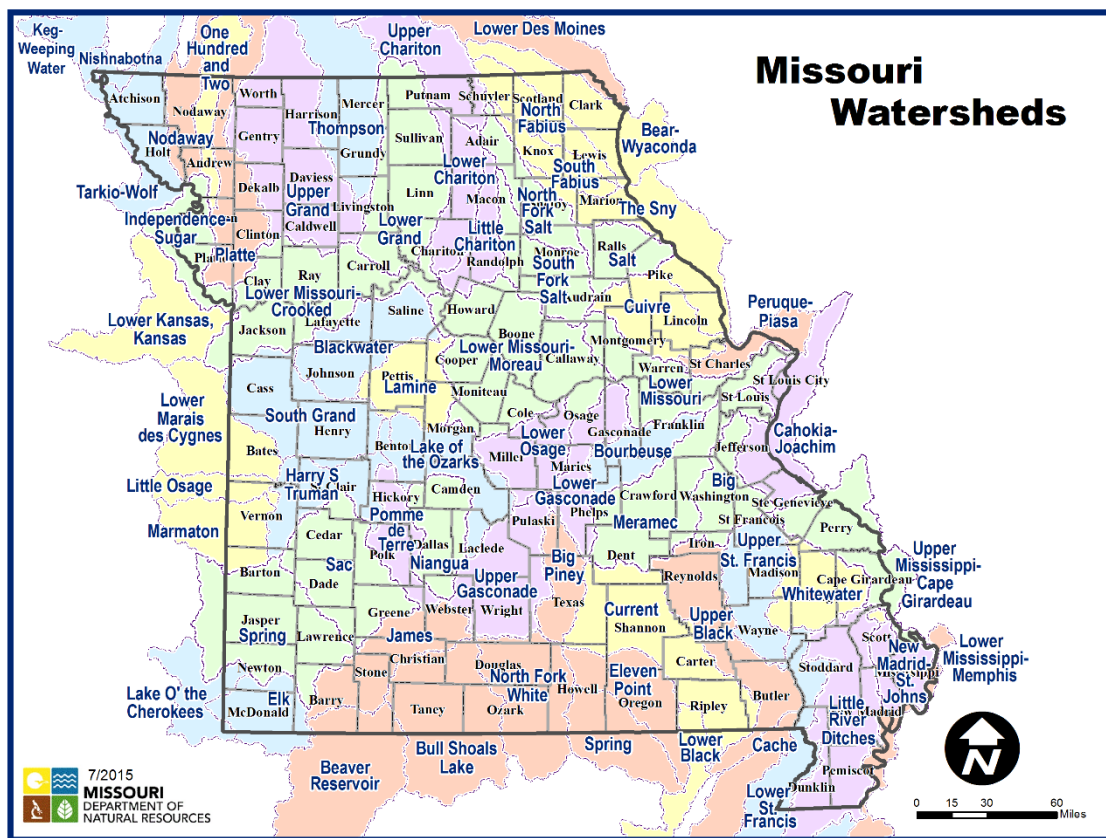 Missouri
Watersheds
Keg-
Weeping
Water
Nishnabotna
One
Hundred
and
Two
Upper
Chariton
Lower Des Moines
Atchison
Nodaway
Worth
Harrison
Mercer
Putnam
Schuyler
Scotland
Clark
Nodaway
Gentry
Thompson
Sullivan
Adair
North
Fabius
Bear-
Wyaconda
Holt
Andrew
Grundy
Knox
Lewis
Tarkio-Wolf
Dekalb
Daviess
Upper
Grand
Livingston
Linn
Lower
Chariton
Macon
South
Fabius
Marion
The Sny
Independence-
Sugar
Clinton
Caldwell
Lower
Grand
Chariton
Little
Chariton
Randolph
North
Fork
Salt
Monroe
Ralls
Salt
Platte
Clay
Ray
Carroll
South
Fork
Salt
Pike
Lower Missouri-
Crooked
Lafayette
Saline
Howard
Boone
Cuivre
Lincoln
Peruque-
Piasa
Lower Kansas,
Kansas
Jackson
Blackwater
Cooper
Lower Missouri-
Moreau
Callaway
Montgomery
Warren
St Charles
Cass
Johnson
Pettis
Lamine
Moniteau
Lower
Missouri
St Louis City
St Louis
Lower
Marais
des Cygnes
South Grand
Henry
Morgan
Cole
Osage
Gasconade
Franklin
Jefferson
Cahokia-
Joachim
Bates
Benton
Lake of
the Ozarks
Miller
Lower
Osage
Maries
Bourbeuse
Little Osage
Harry S
Truman
Hickory
Camden
Lower
Gasconade
Crawford
Washington
Big
Ste Genevieve
Marmaton
Vernon
Pomme
de
Terre
Pulaski
Phelps
Meramec
St Francois
Perry
Cedar
Polk
Dallas
Niangua
Laclede
Dent
Iron
Upper
St. Francis
Madison
Upper
Mississippi-
Cape
Girardeau
Barton
Dade
Sac
Upper
Gasconade
Big
Piney
Reynolds
Cape Girardeau
Whitewater
Jasper
Spring
Greene
Webster
Wright
Texas
Current
Shannon
Upper
Black
Wayne
Lawrence
James
Christian
Carter
Stoddard
Scott
Mississippi
New
Madrid-
St.
Johns
Lower
Mississippi-
Memphis
Newton
Stone
Douglas
North Fork
White
Howell
Eleven
Point
Oregon
Butler
Lake O' the
Cherokees
McDonald
Elk
Barry
Taney
Ozark
Ripley
Little
River
Ditches
Madrid
Beaver
Reservoir
Bull Shoals
Lake
Spring
Lower
Black
Cache
Pemiscot
Lower
St.
Francis
Dunklin
N
0 15 30 60
Miles
7/2015
MISSOURI
DEPARTMENT OF
NATURAL RESOURCES